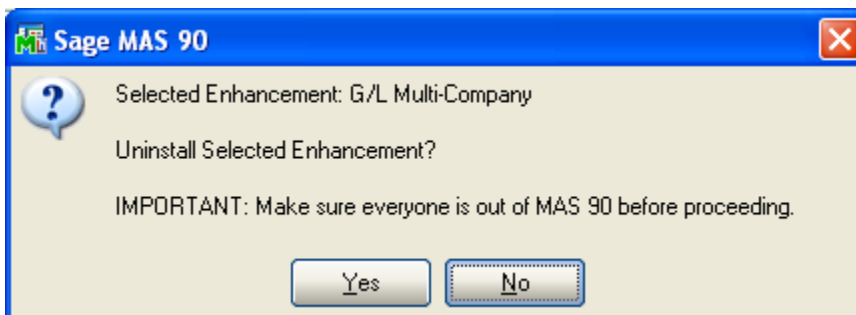 Sage MAS 90
Selected Enhancement: G/L Multi-Company
Uninstall Selected Enhancement?
IMPORTANT: Make sure everyone is out of MAS 90 before proceeding.
Yes No